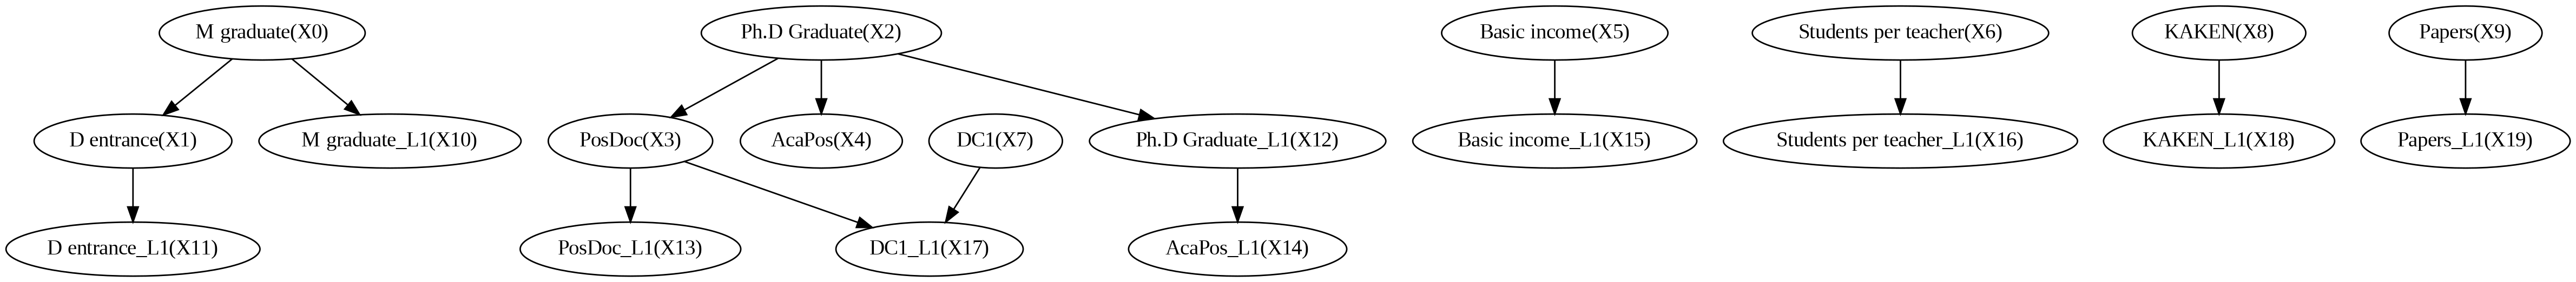 M graduate(X0)
Ph.D Graduate(X2)
Basic income(X5)
Students per teacher(X6)
KAKEN(X8)
Papers(X9)
D entrance(X1)
M graduate_L1(X10)
PosDoc(X3)
AcaPos(X4)
DC1(X7)
Ph.D Graduate_L1(X12)
Basic income_L1(X15)
Students per teacher_L1(X16)
KAKEN_L1(X18)
Papers_L1(X19)
D entrance_L1(X11)
PosDoc_L1(X13)
DC1_L1(X17)
AcaPos_L1(X14)